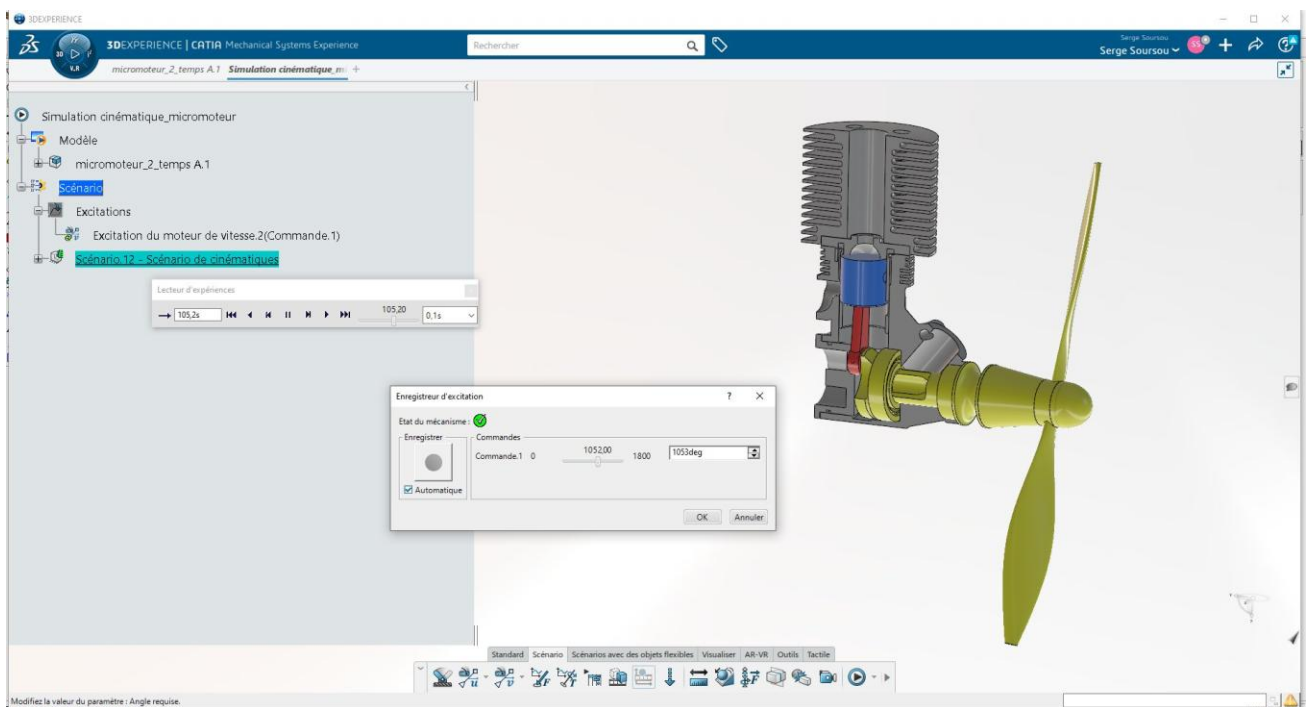 3DEXPERIENCE
3DEXPERIENCE | CATIA Mechanical Systems Experience
Rechercher
Serge Soursou
Serge Soursou
3D
V.R
SS
micromoteur_2_temps A.1 Simulation cinématique_mi +
Simulation cinématique_micromoteur
Modèle
micromoteur_2_temps A.1
Scénario
Excitations
Excitation du moteur de vitesse.2(Commande.1)
Scénario.12 - Scénario de cinématiques
Lecteur d'expériences
105,2s
105,20
0,1s
Enregistreur d'excitation ? X
Etat du mécanisme :
Enregistrer
Commandes
Commande.1 0 1052,00 1800 1053deg
Automatique
OK Annuler
Standard Scénario Scénarios avec des objets flexibles Visualiser AR-VR Outils Tactile
Modifiez la valeur du paramètre : Angle requise.